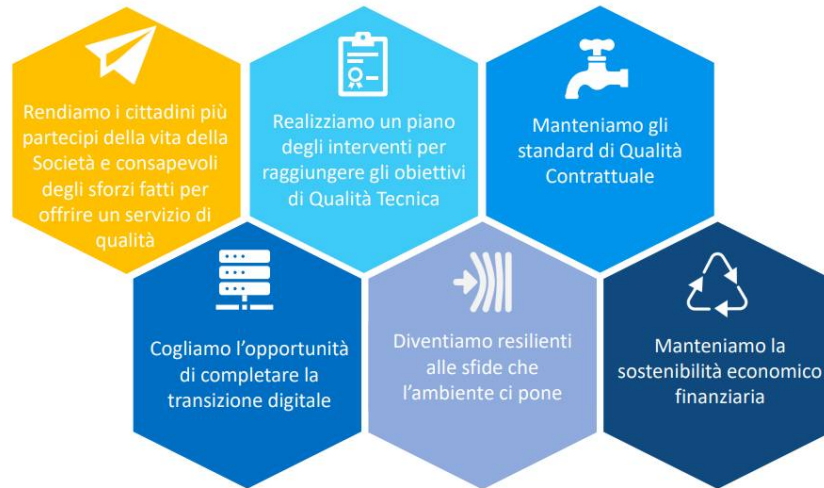 Rendiamo i cittadini più
partecipi della vita della
Società e consapevoli
degli sforzi fatti per
offrire un servizio di
qualità
Realizziamo un piano
degli interventi per
raggiungere gli obiettivi
di Qualità Tecnica
Manteniamo gli
standard di Qualità
Contrattuale
Cogliamo l'opportunità
di completare la
transizione digitale
Diventiamo resilienti
alle sfide che
l'ambiente ci pone
Manteniamo la
sostenibilità economico
finanziaria